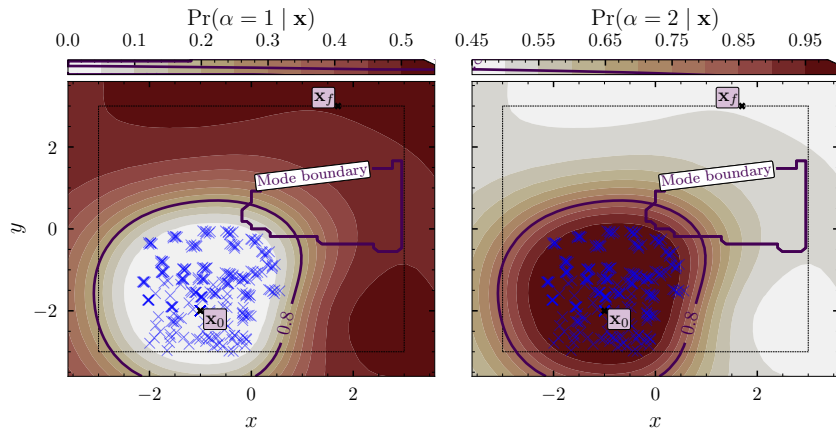 Pr(α = 1 | x)
0.0 0.1 0.2 0.3 0.4 0.5
x_f
Mode boundary
0.8
x_0
y
0
−2
2
−2 0 2
x
Pr(α = 2 | x)
0.45 0.55 0.65 0.75 0.85 0.95
x_f
Mode boundary
0.8
x_0
−2 0 2
x